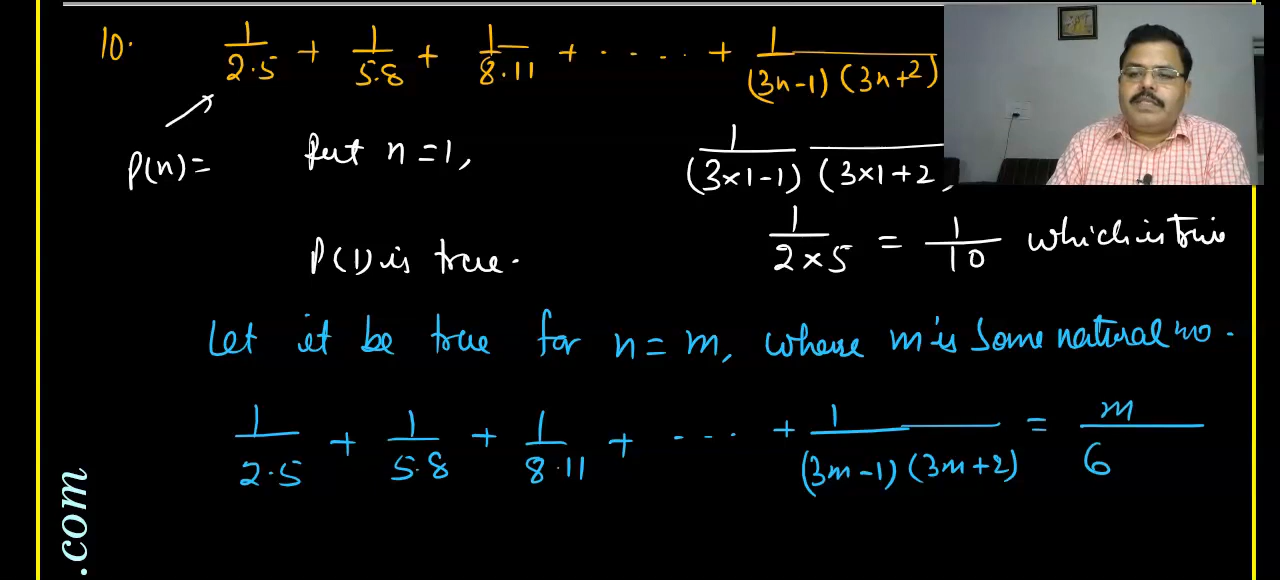 10. 1/2·5 + 1/5·8 + 1/8·11 + ····· + 1/(3n-1) (3n+2)
P(n)= Put n=1, 1/(3×1-1) (3×1+2
1/2×5 = 1/10 which is true
P(1) is true.
Let it be true for n = m, where m is some natural no.
1/2·5 + 1/5·8 + 1/8·11 + ···· + 1/(3m-1) (3m+2) = m/6
.com